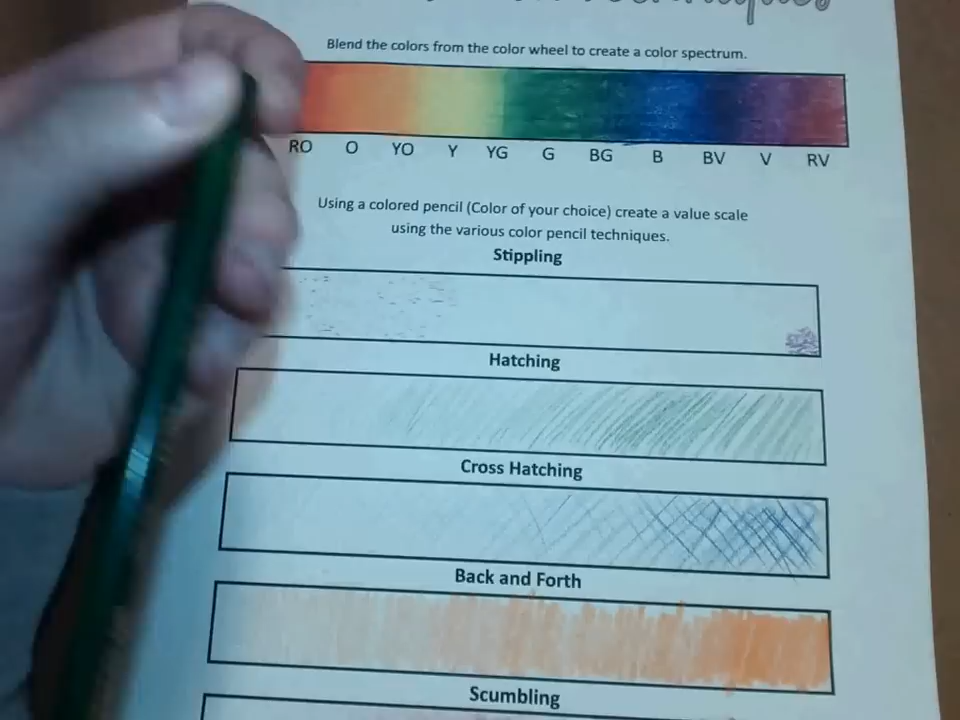 Blend the colors from the color wheel to create a color spectrum.
RO O YO Y YG G BG B BV V RV
Using a colored pencil (Color of your choice) create a value scale
using the various color pencil techniques.
Stippling
Hatching
Cross Hatching
Back and Forth
Scumbling